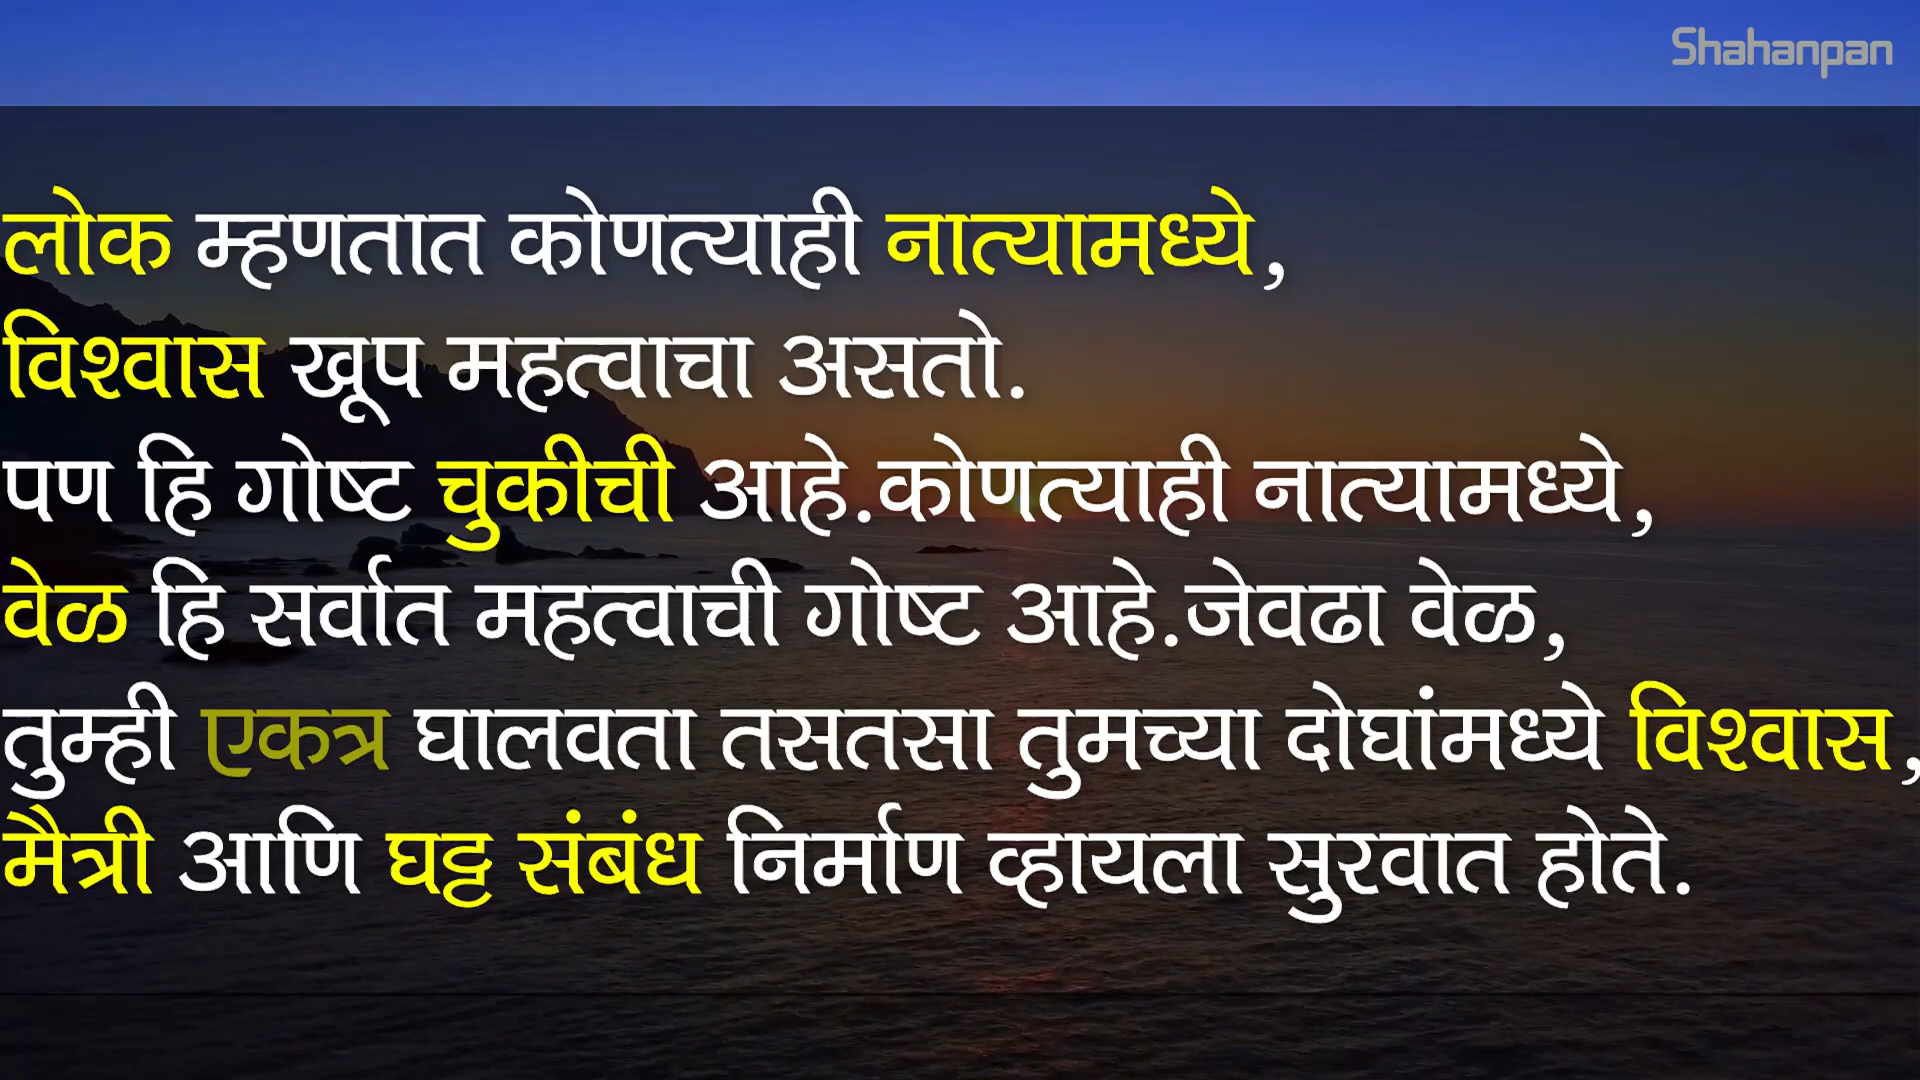 Shahanpan
लोक म्हणतात कोणत्याही नात्यामध्ये,
विश्वास खूप महत्वाचा असतो.
पण हि गोष्ट चुकीची आहे.कोणत्याही नात्यामध्ये,
वेळ हि सर्वात महत्वाची गोष्ट आहे.जेवढा वेळ,
तुम्ही एकत्र घालवता तसतसा तुमच्या दोघांमध्ये विश्वास,
मैत्री आणि घट्ट संबंध निर्माण व्हायला सुरवात होते.